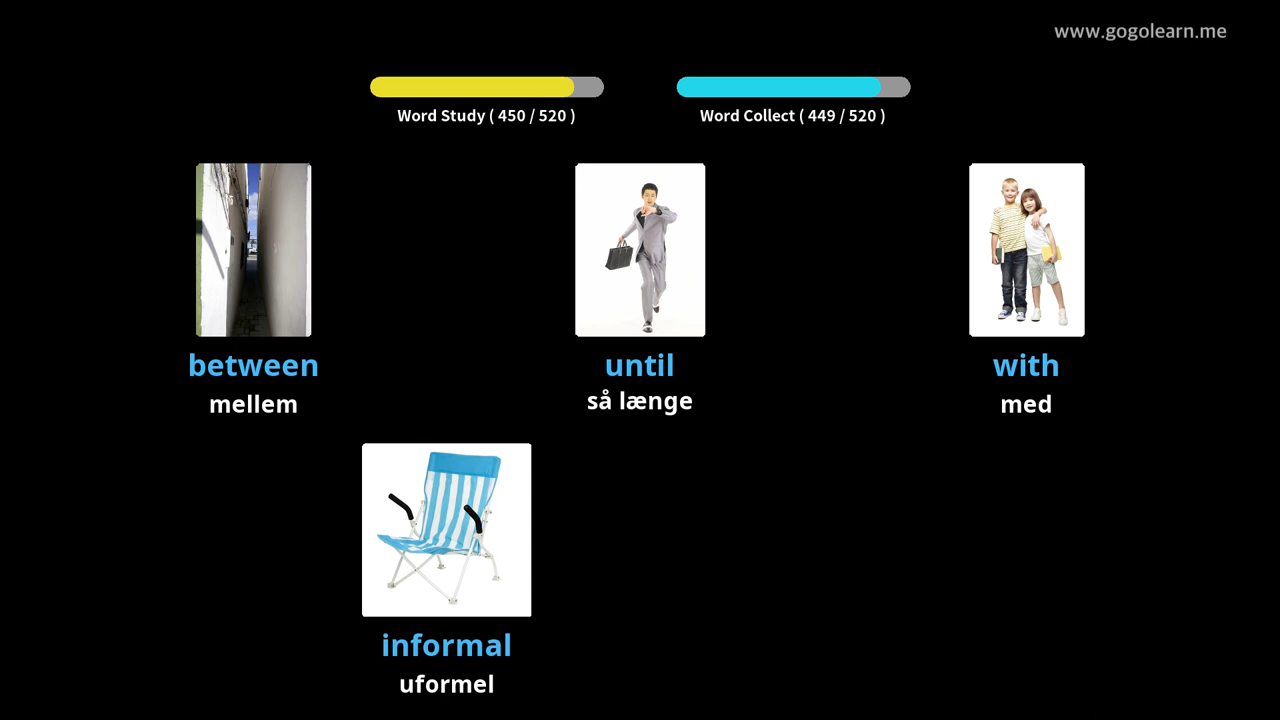 www.gogolearn.me
Word Study ( 450 / 520 )
Word Collect ( 449 / 520 )
between
mellem
until
så længe
with
med
informal
uformel